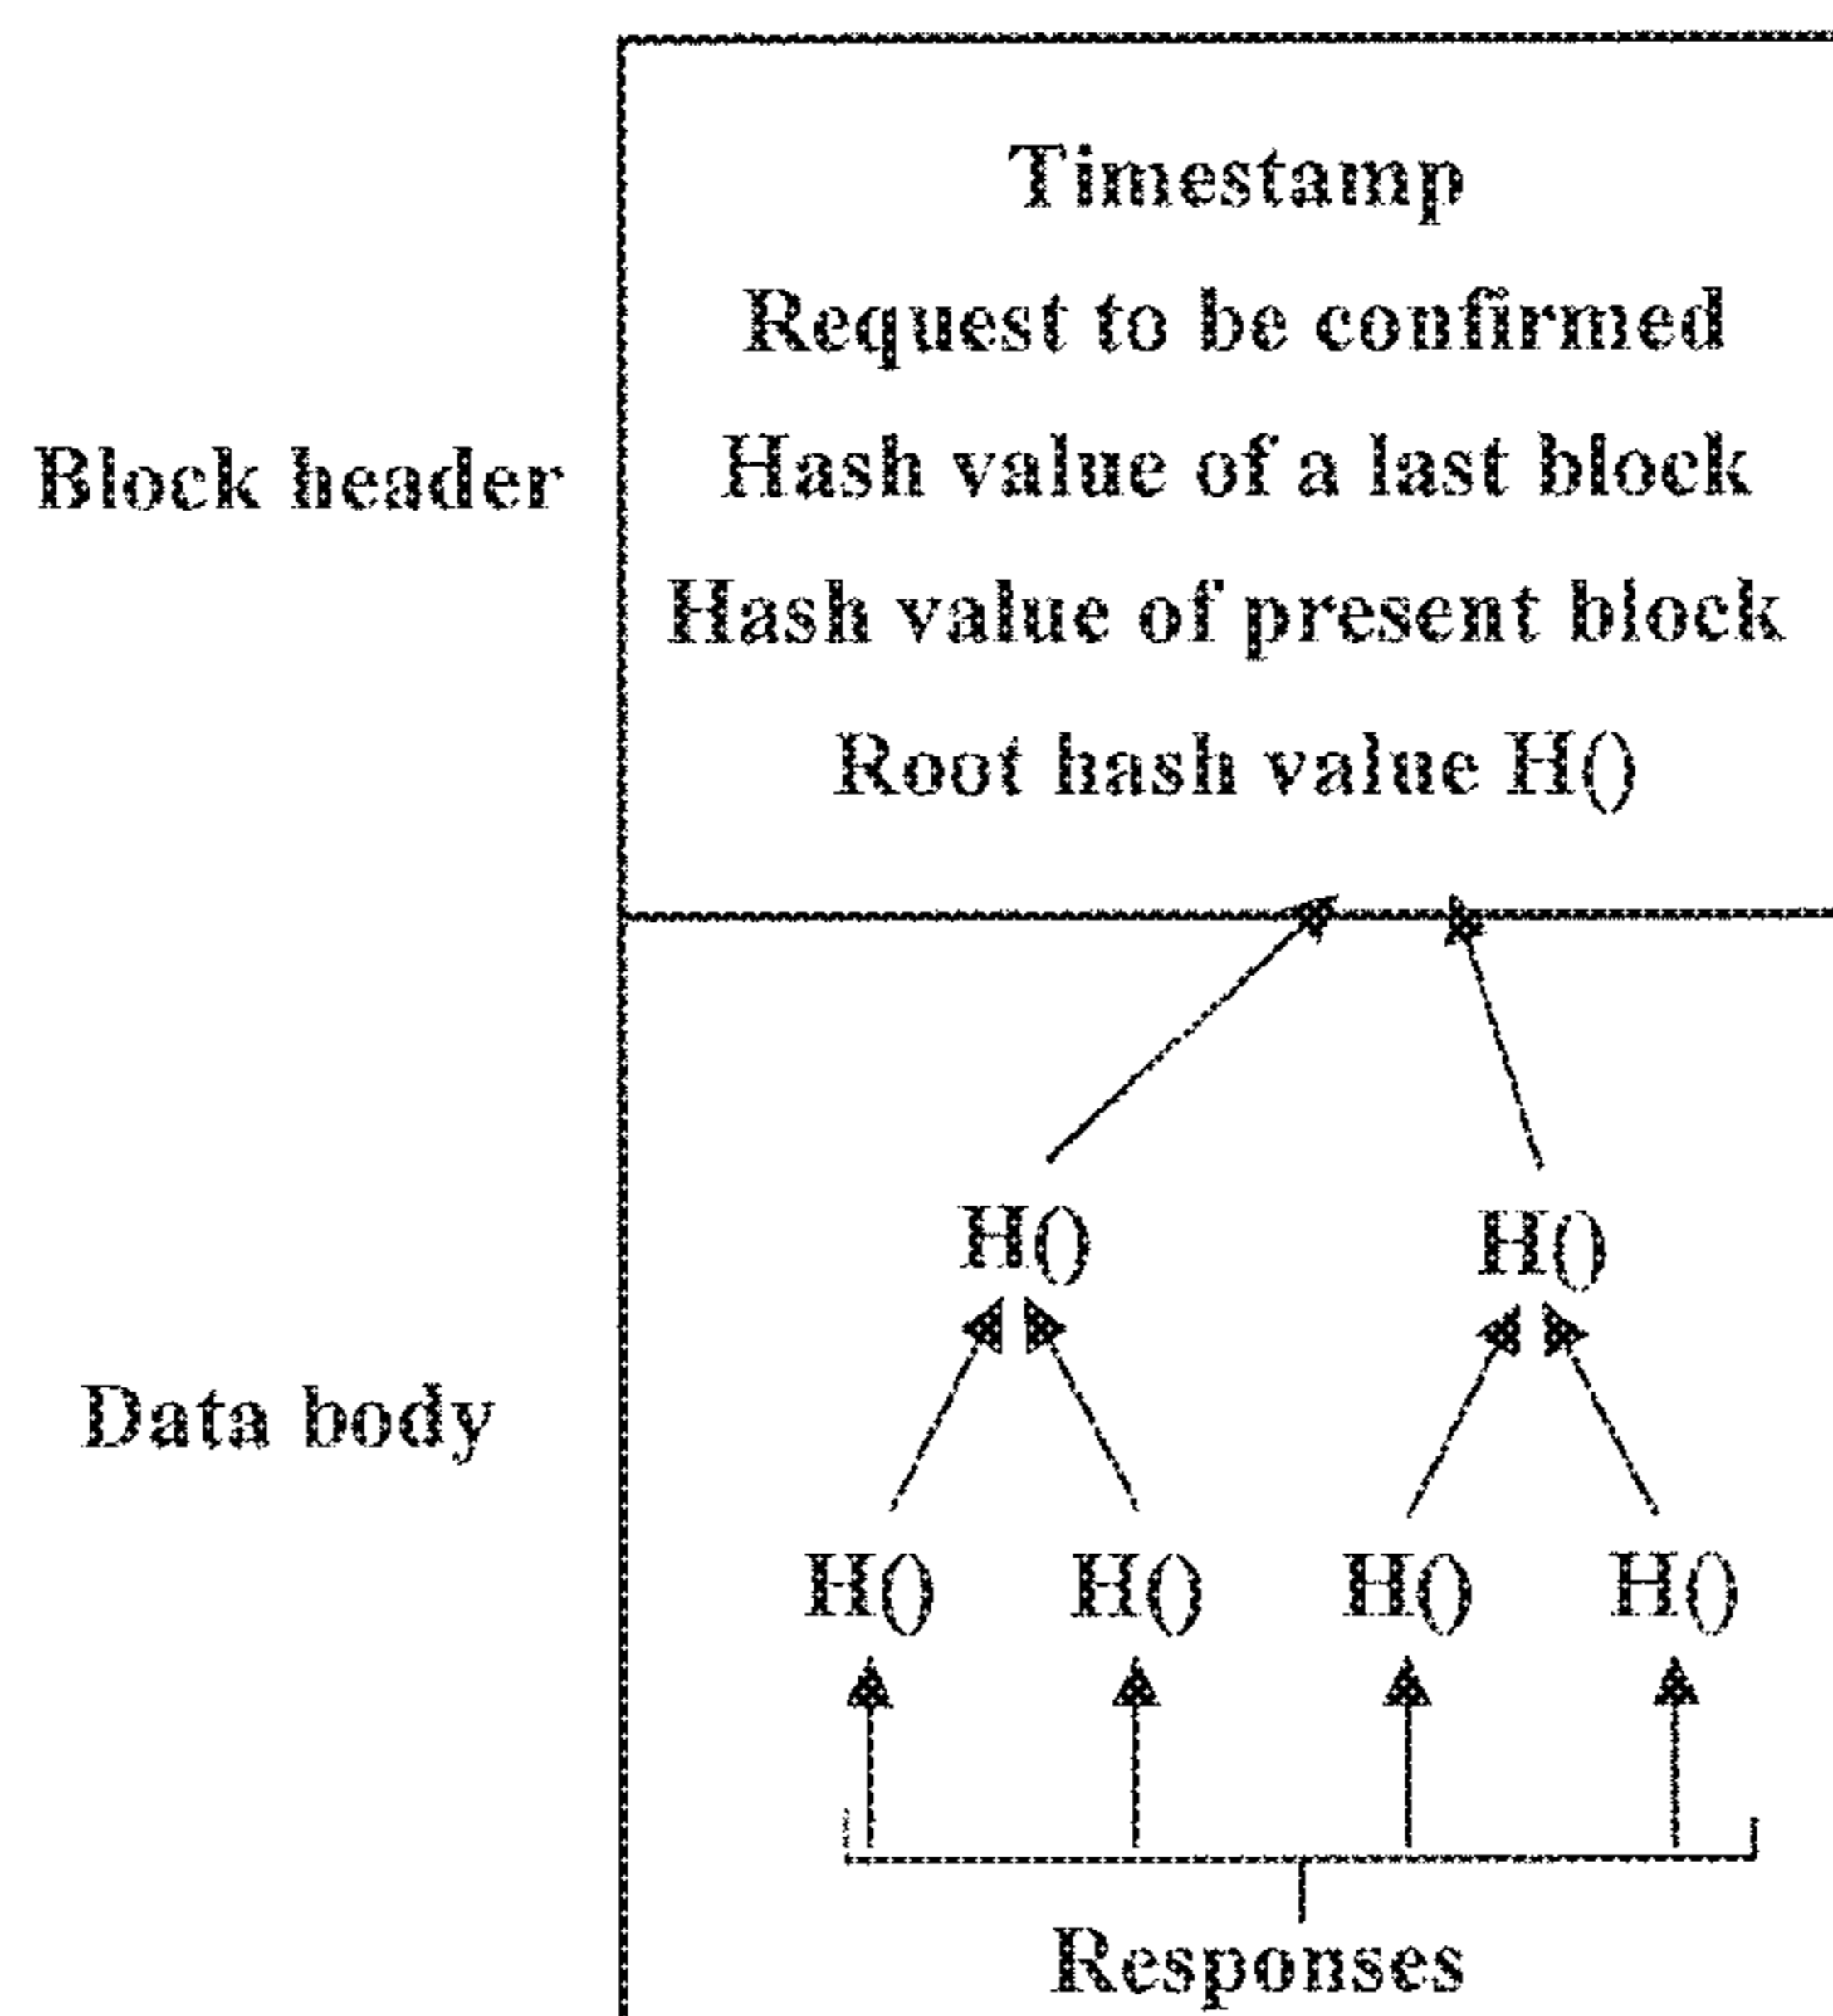 Timestamp
Request to be confirmed
Block header
Hash value of a last block
Hash value of present block
Root hash value H()
H() H()
Data body
H() H() H() H()
Responses